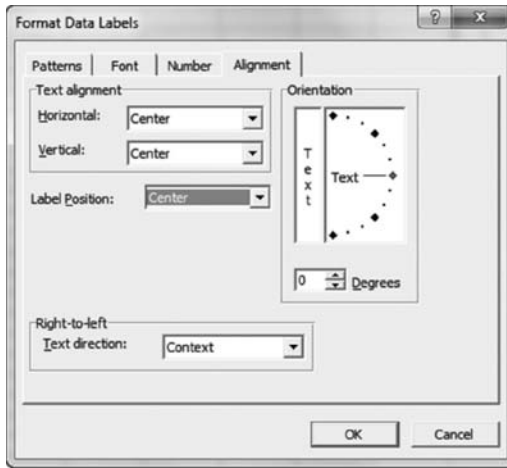 Format Data Labels
?
Patterns Font Number Alignment
Text alignment
Horizontal: Center
Vertical: Center
Label Position: Center
Orientation
Text
Text
0 Degrees
Right-to-left
Text direction: Context
OK Cancel